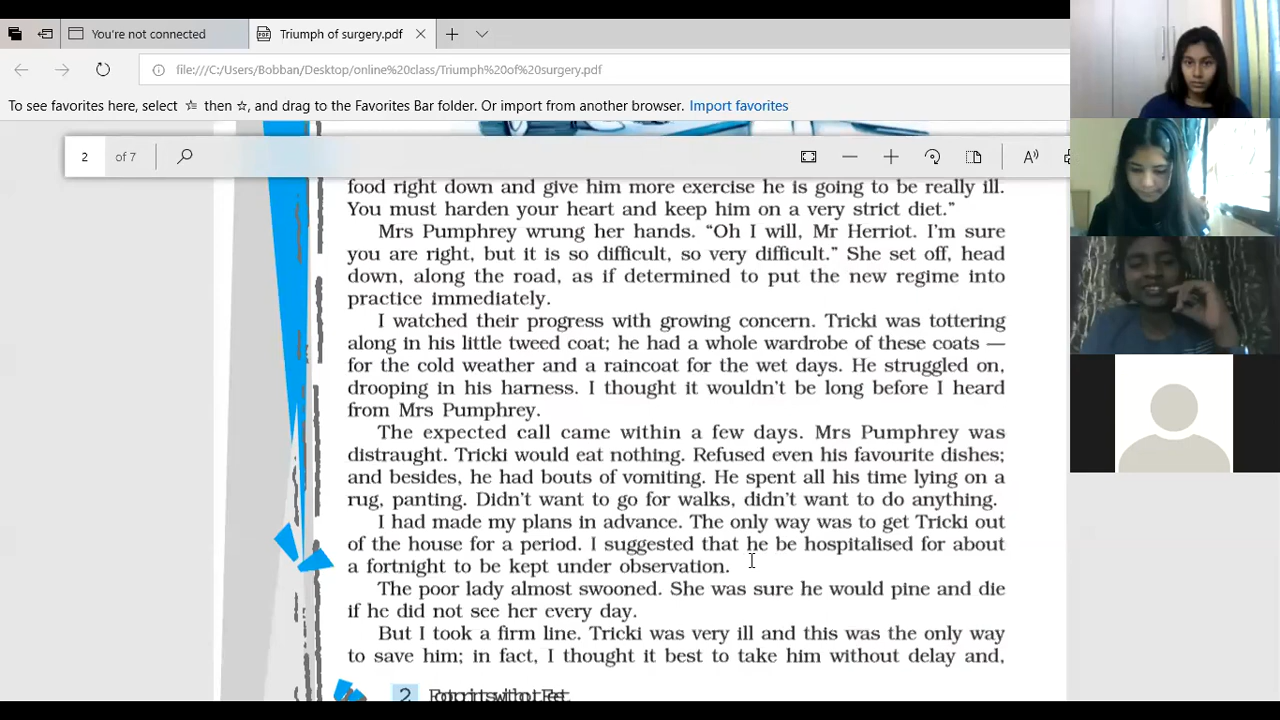 You're not connected
Triumph of surgery.pdf
file:///C:/Users/Bobban/Desktop/online%20class/Triumph%20of%20surgery.pdf
To see favorites here, select then , and drag to the Favorites Bar folder. Or import from another browser. Import favorites
2 of 7
food right down and give him more exercise he is going to be really ill.
You must harden your heart and keep him on a very strict diet.”
Mrs Pumphrey wrung her hands. “Oh I will, Mr Herriot. I’m sure
you are right, but it is so difficult, so very difficult.” She set off, head
down, along the road, as if determined to put the new regime into
practice immediately.
I watched their progress with growing concern. Tricki was tottering
along in his little tweed coat; he had a whole wardrobe of these coats —
for the cold weather and a raincoat for the wet days. He struggled on,
drooping in his harness. I thought it wouldn’t be long before I heard
from Mrs Pumphrey.
The expected call came within a few days. Mrs Pumphrey was
distraught. Tricki would eat nothing. Refused even his favourite dishes;
and besides, he had bouts of vomiting. He spent all his time lying on a
rug, panting. Didn’t want to go for walks, didn’t want to do anything.
I had made my plans in advance. The only way was to get Tricki out
of the house for a period. I suggested that he be hospitalised for about
a fortnight to be kept under observation.
The poor lady almost swooned. She was sure he would pine and die
if he did not see her every day.
But I took a firm line. Tricki was very ill and this was the only way
to save him; in fact, I thought it best to take him without delay and,
2